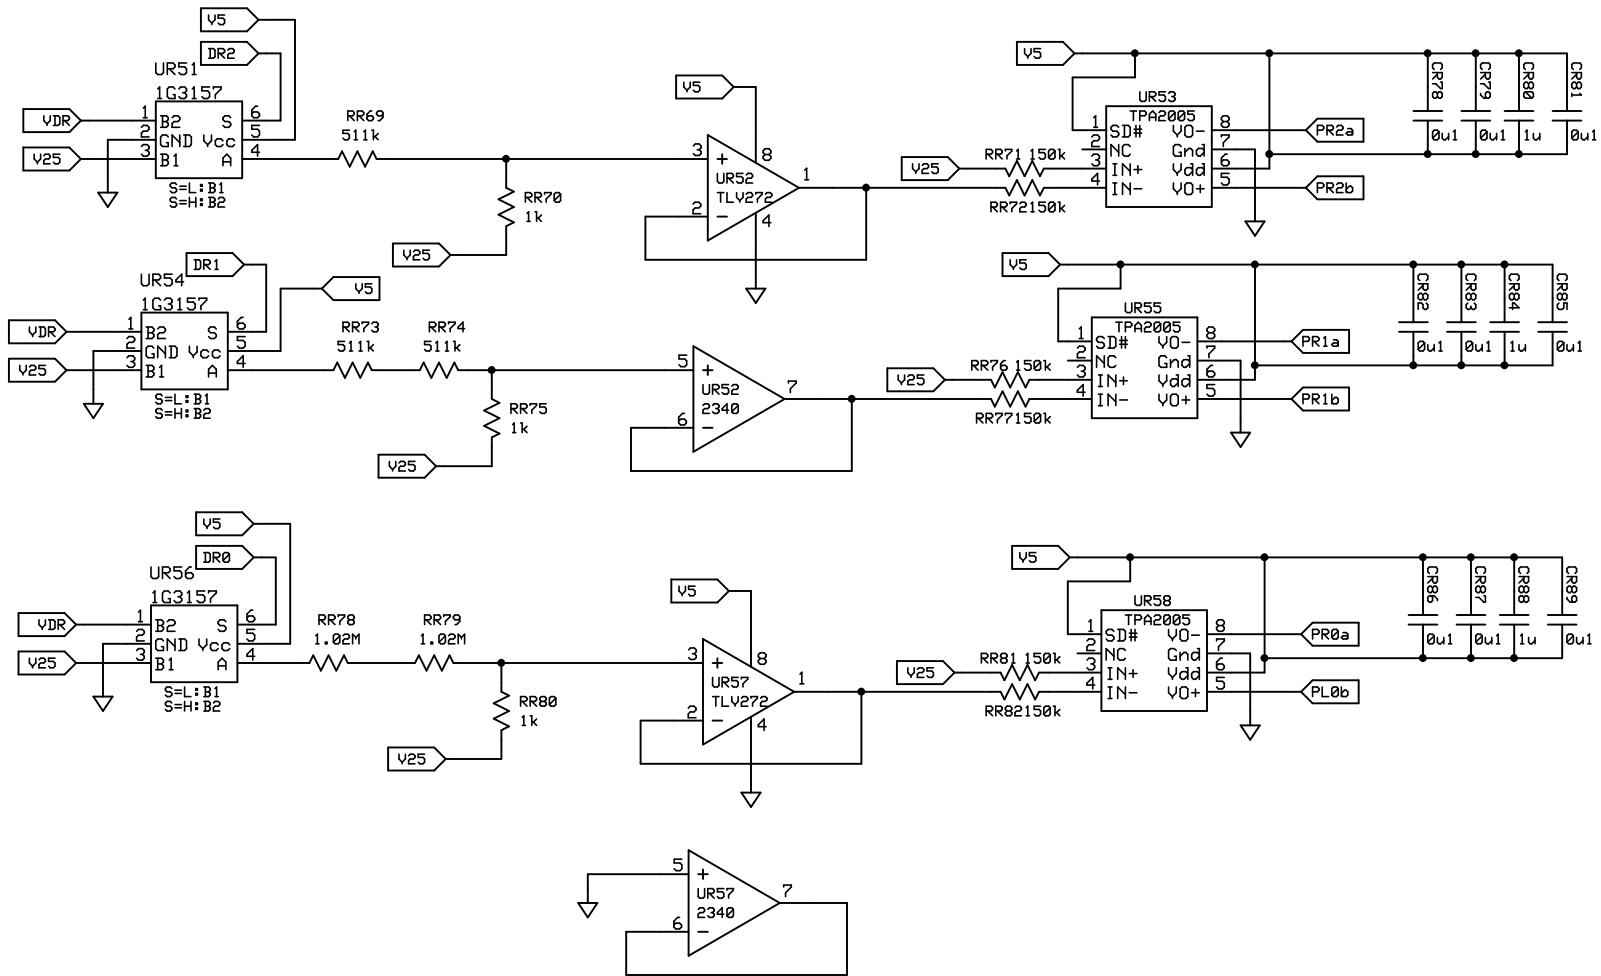 V5
DR2
UR51
1G3157
VDR
V25
1 B2 S 6
2 GND Vcc 5
3 B1 A 4
S=L:B1
S=H:B2
RR69
511k
RR70
1k
V25
V5
3 + 8
UR52 1
TLV272
2 - 4
V5
UR53
TPA2005
1 SD# VO- 8
2 NC Gnd 7
3 IN+ Vdd 6
4 IN- VO+ 5
V25
RR71 150k
RR72150k
PR2a
PR2b
CR78
0u1
CR79
0u1
CR80
1u
CR81
0u1
DR1
V5
UR54
1G3157
VDR
V25
1 B2 S 6
2 GND Vcc 5
3 B1 A 4
S=L:B1
S=H:B2
RR73
511k
RR74
511k
RR75
1k
V25
5 +
UR52 7
2340
6 -
V5
UR55
TPA2005
1 SD# VO- 8
2 NC Gnd 7
3 IN+ Vdd 6
4 IN- VO+ 5
V25
RR76 150k
RR77150k
PR1a
PR1b
CR82
0u1
CR83
0u1
CR84
1u
CR85
0u1
V5
DR0
UR56
1G3157
VDR
V25
1 B2 S 6
2 GND Vcc 5
3 B1 A 4
S=L:B1
S=H:B2
RR78
1.02M
RR79
1.02M
RR80
1k
V25
V5
3 + 8
UR57 1
TLV272
2 - 4
V5
UR58
TPA2005
1 SD# VO- 8
2 NC Gnd 7
3 IN+ Vdd 6
4 IN- VO+ 5
V25
RR81 150k
RR82150k
PR0a
PL0b
CR86
0u1
CR87
0u1
CR88
1u
CR89
0u1
5 +
UR57 7
2340
6 -